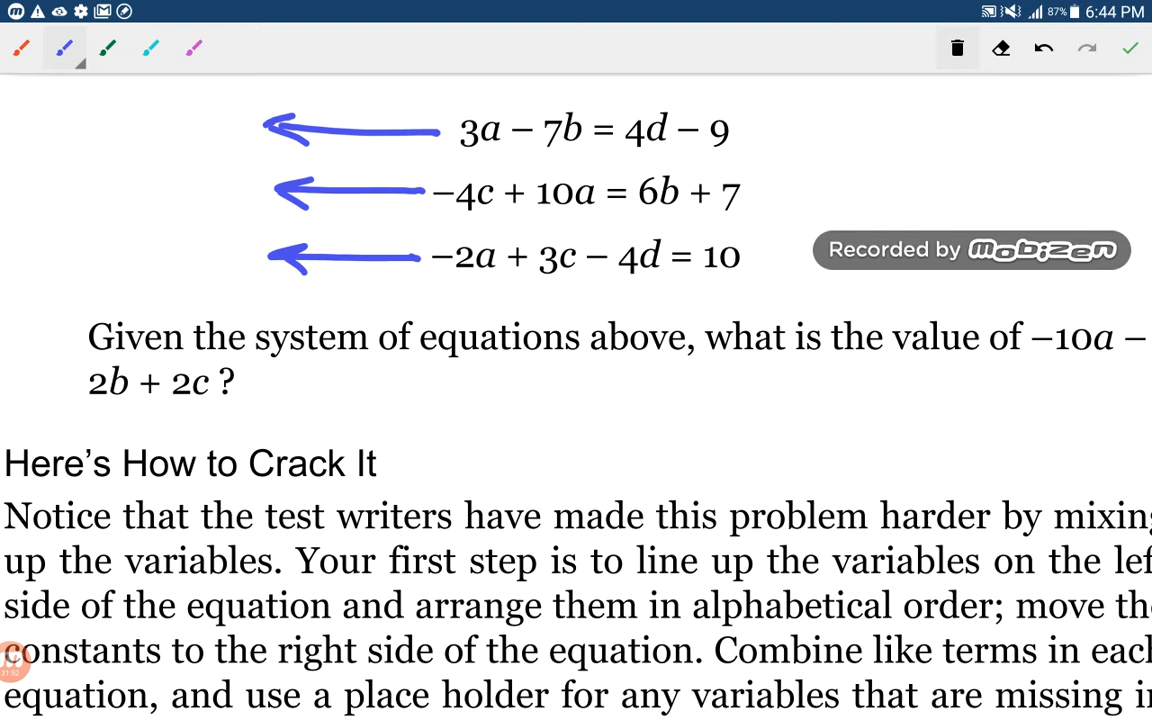 87% 6:44 PM
3a − 7b = 4d − 9
−4c + 10a = 6b + 7
−2a + 3c − 4d = 10
Recorded by mobizen
Given the system of equations above, what is the value of −10a −
2b + 2c ?
Here's How to Crack It
Notice that the test writers have made this problem harder by mixing
up the variables. Your first step is to line up the variables on the lef
side of the equation and arrange them in alphabetical order; move the
constants to the right side of the equation. Combine like terms in each
equation, and use a place holder for any variables that are missing in